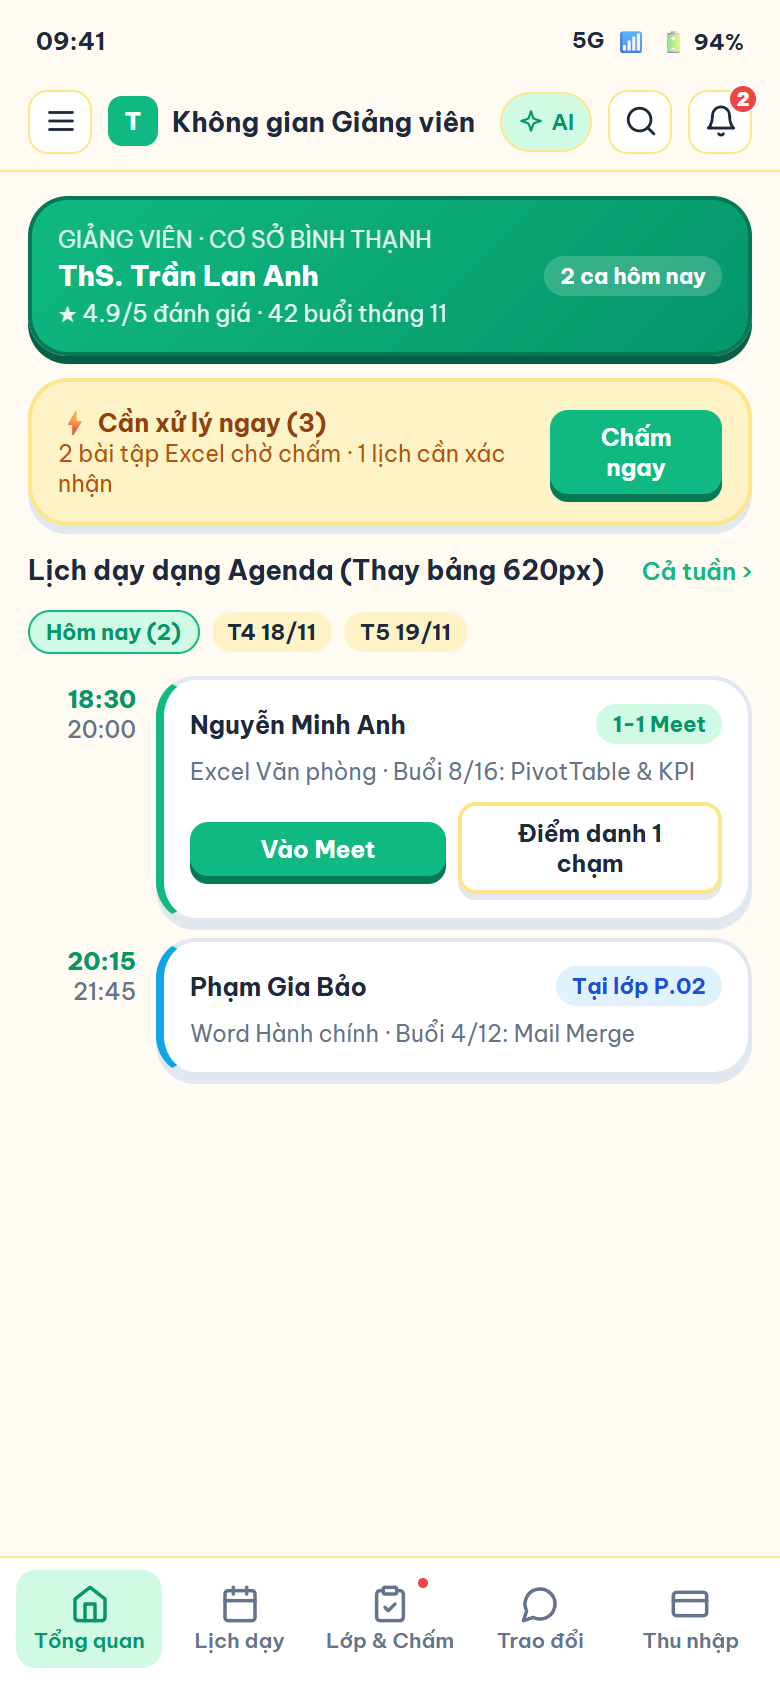 09:41
5G 94%
T Không gian Giảng viên
AI
2
GIẢNG VIÊN · CƠ SỞ BÌNH THẠNH
ThS. Trần Lan Anh
★ 4.9/5 đánh giá · 42 buổi tháng 11
2 ca hôm nay
Cần xử lý ngay (3)
2 bài tập Excel chờ chấm · 1 lịch cần xác
nhận
Chấm
ngay
Lịch dạy dạng Agenda (Thay bảng 620px)
Cả tuần ›
Hôm nay (2)
T4 18/11
T5 19/11
18:30
20:00
Nguyễn Minh Anh
1-1 Meet
Excel Văn phòng · Buổi 8/16: PivotTable & KPI
Vào Meet
Điểm danh 1
chạm
20:15
21:45
Phạm Gia Bảo
Tại lớp P.02
Word Hành chính · Buổi 4/12: Mail Merge
Tổng quan
Lịch dạy
Lớp & Chấm
Trao đổi
Thu nhập